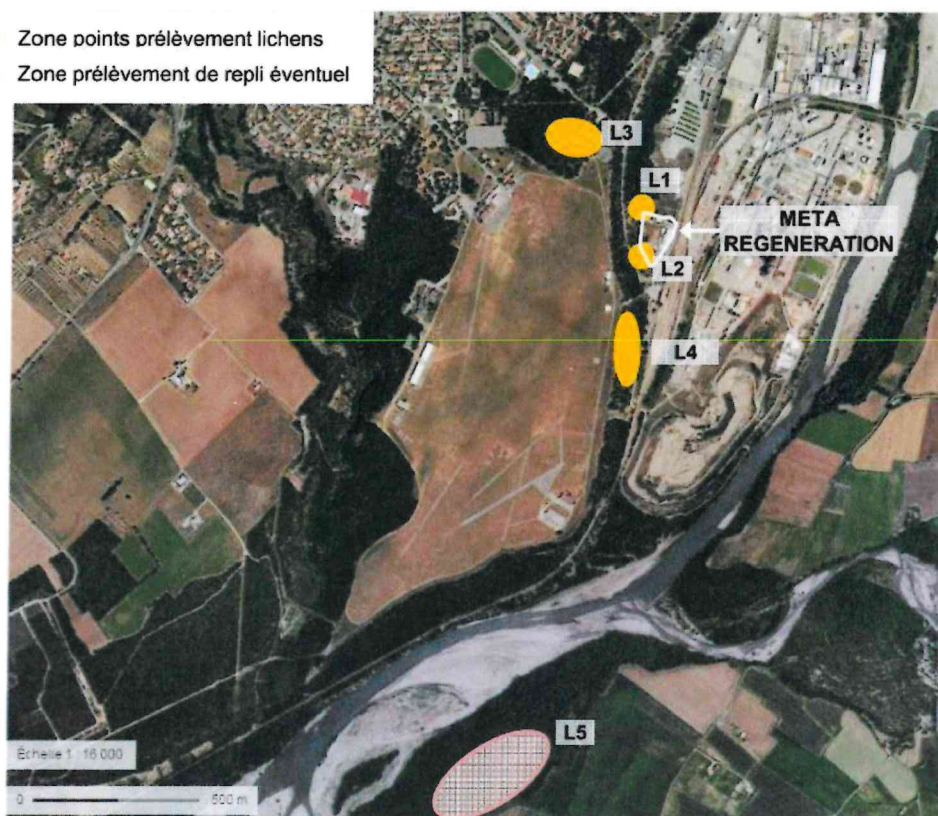 Zone points prélèvement lichens
Zone prélèvement de repli éventuel
L3
L1
META
REGENERATION
L2
L4
L5
Échelle 1 : 16 000
0 500 m